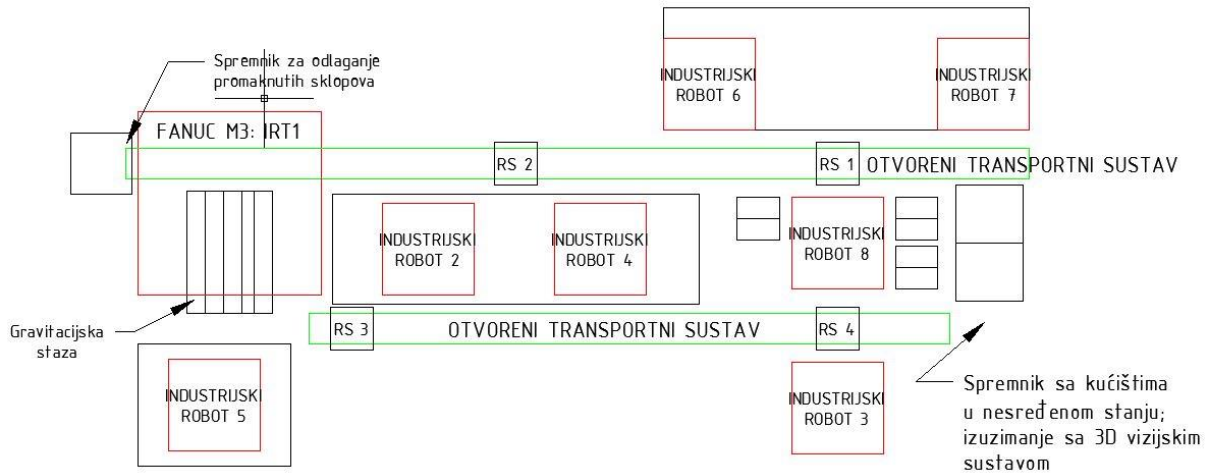 Spremnik za odlaganje
promaknutih sklopova
FANUC M3: IRT1
INDUSTRIJSKI
ROBOT 6
INDUSTRIJSKI
ROBOT 7
RS 2
RS 1
OTVORENI TRANSPORTNI SUSTAV
INDUSTRIJSKI
ROBOT 2
INDUSTRIJSKI
ROBOT 4
INDUSTRIJSKI
ROBOT 8
Gravitacijska
staza
RS 3
OTVORENI TRANSPORTNI SUSTAV
RS 4
INDUSTRIJSKI
ROBOT 5
INDUSTRIJSKI
ROBOT 3
Spremnik sa kućištima
u nesređenom stanju;
izuzimanje sa 3D vizijskim
sustavom